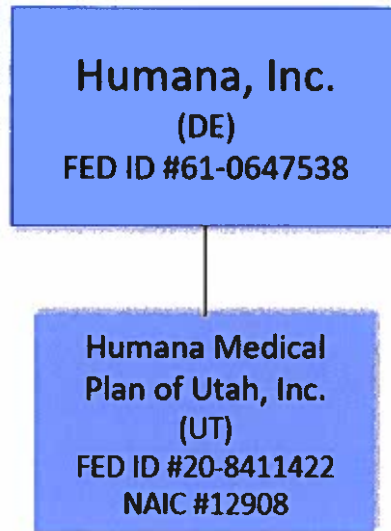 Humana, Inc.
(DE)
FED ID #61-0647538
Humana Medical
Plan of Utah, Inc.
(UT)
FED ID #20-8411422
NAIC #12908